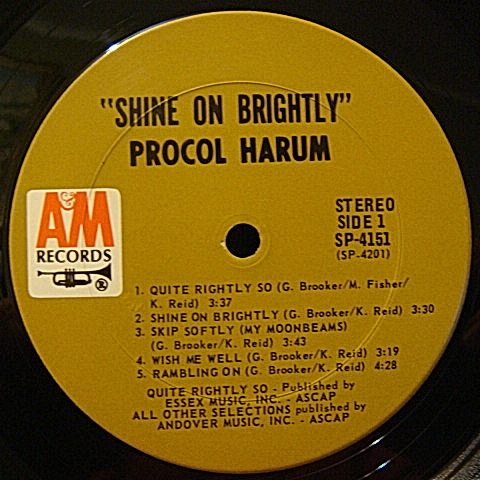 "SHINE ON BRIGHTLY"
PROCOL HARUM
A&M
RECORDS
®
STEREO
SIDE 1
SP-4151
(SP-4201)
1. QUITE RIGHTLY SO (G. Brooker/M. Fisher/
K. Reid) 3:37
2. SHINE ON BRIGHTLY (G. Brooker/K. Reid) 3:30
3. SKIP SOFTLY (MY MOONBEAMS)
(G. Brooker/K. Reid) 3:43
4. WISH ME WELL (G. Brooker/K. Reid) 3:19
5. RAMBLING ON (G. Brooker/K. Reid) 4:28
QUITE RIGHTLY SO - Published by
ESSEX MUSIC, INC. - ASCAP
ALL OTHER SELECTIONS published by
ANDOVER MUSIC, INC. - ASCAP